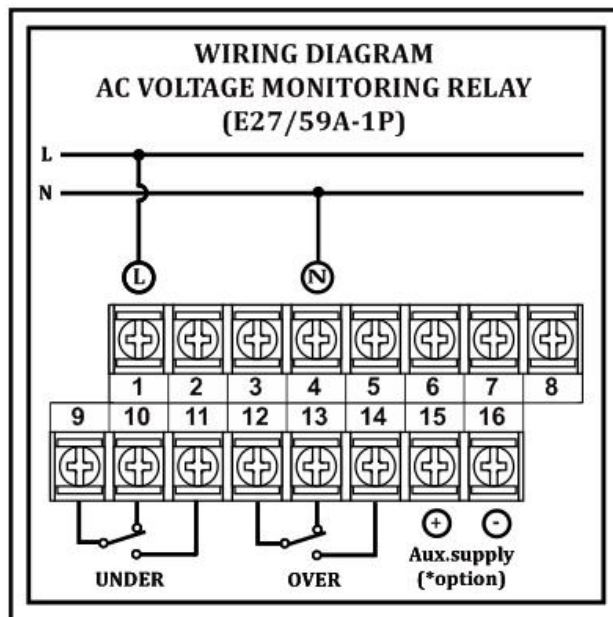 WIRING DIAGRAM
AC VOLTAGE MONITORING RELAY
(E27/59A-1P)
L
N
L N
1 2 3 4 5 6 7 8
9 10 11 12 13 14 15 16
+ -
UNDER OVER Aux.supply
(*option)